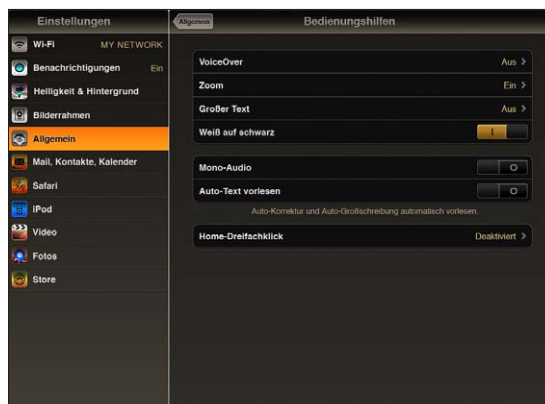 Einstellungen
Wi-Fi MY NETWORK
Benachrichtigungen Ein
Helligkeit & Hintergrund
Bilderrahmen
Allgemein
Mail, Kontakte, Kalender
Safari
iPod
Video
Fotos
Store
Allgemein Bedienungshilfen
VoiceOver Aus
Zoom Ein
Großer Text Aus
Weiß auf schwarz
Mono-Audio
Auto-Text vorlesen
Auto-Korrektur und Auto-Großschreibung automatisch vorlesen.
Home-Dreifachklick Deaktiviert